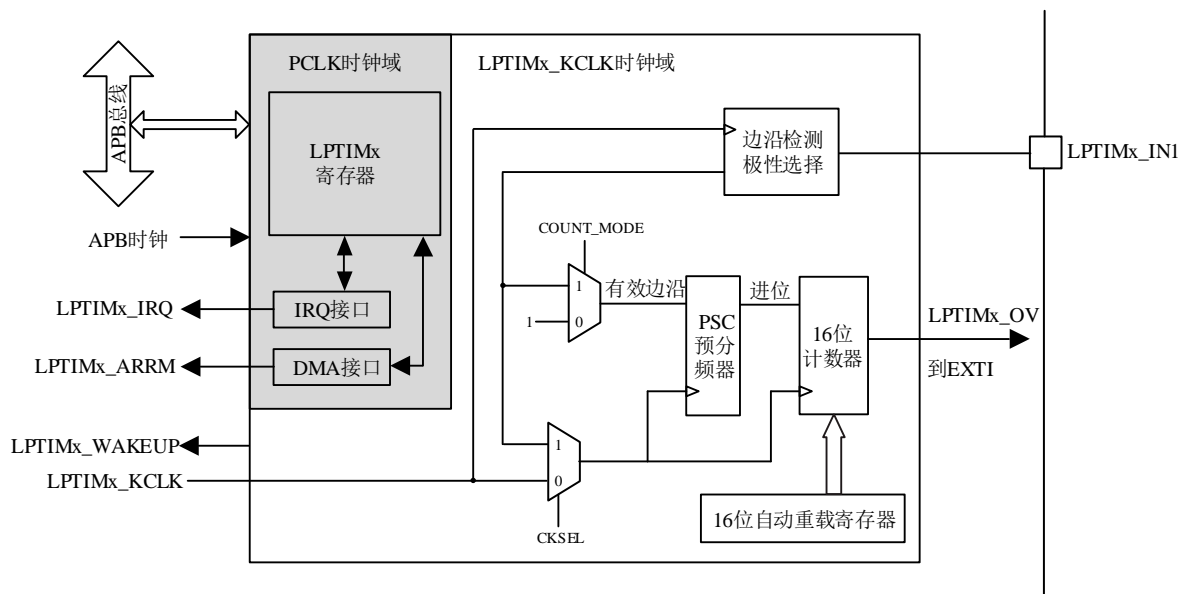 PCLK时钟域
LPTIMx_KCLK时钟域
APB总线
LPTIMx
寄存器
边沿检测
极性选择
LPTIMx_IN1
APB时钟
COUNT_MODE
1
0
1
有效边沿
PSC
预分
频器
进位
16位
计数器
LPTIMx_OV
到EXTI
LPTIMx_IRQ
IRQ接口
LPTIMx_ARRM
DMA接口
LPTIMx_WAKEUP
LPTIMx_KCLK
1
0
CKSEL
16位自动重载寄存器